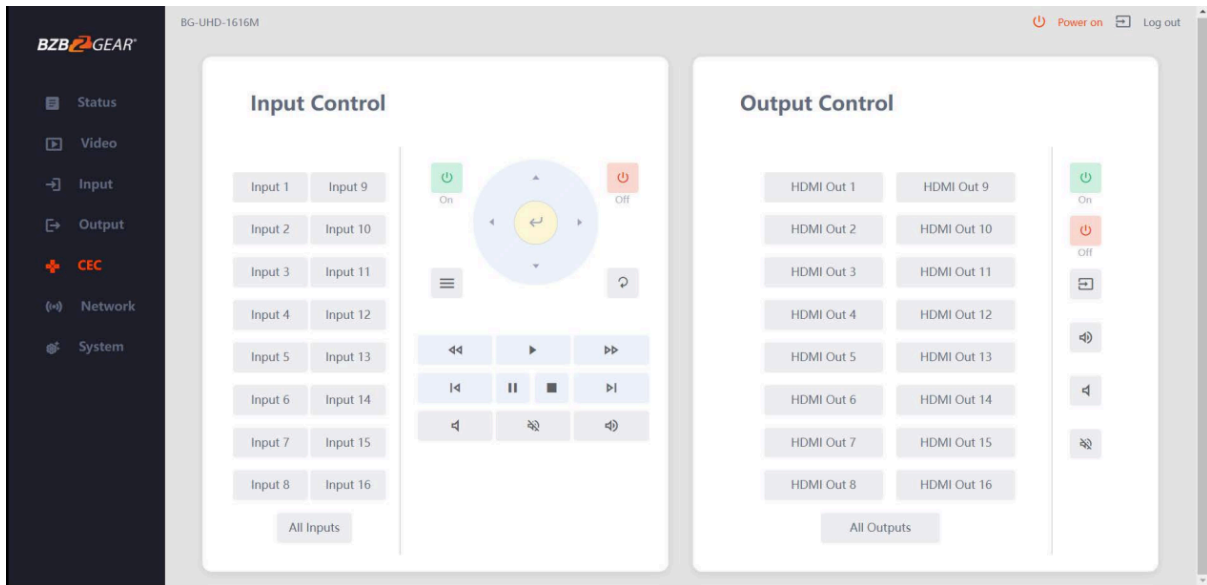 BG-UHD-1616M
Power on
Log out
BZBGEAR
Status
Video
Input
Output
CEC
Network
System
Input Control
Input 1 Input 9
Input 2 Input 10
Input 3 Input 11
Input 4 Input 12
Input 5 Input 13
Input 6 Input 14
Input 7 Input 15
Input 8 Input 16
All Inputs
On
Off
Output Control
HDMI Out 1 HDMI Out 9
HDMI Out 2 HDMI Out 10
HDMI Out 3 HDMI Out 11
HDMI Out 4 HDMI Out 12
HDMI Out 5 HDMI Out 13
HDMI Out 6 HDMI Out 14
HDMI Out 7 HDMI Out 15
HDMI Out 8 HDMI Out 16
All Outputs
On
Off